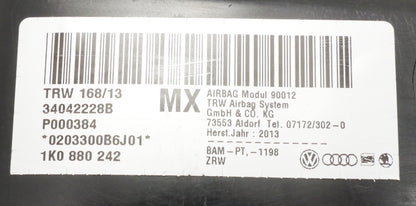 TRW 168/13
34042228B
P000384
*0203300B6J01*
1K0 880 242
MX
AIRBAG Modul 90012
TRW Airbag System
GmbH & CO. KG
73553 Aldorf Tel. 07172/302-0
Herst.Jahr : 2013
BAM-PT, -1198
ZRW